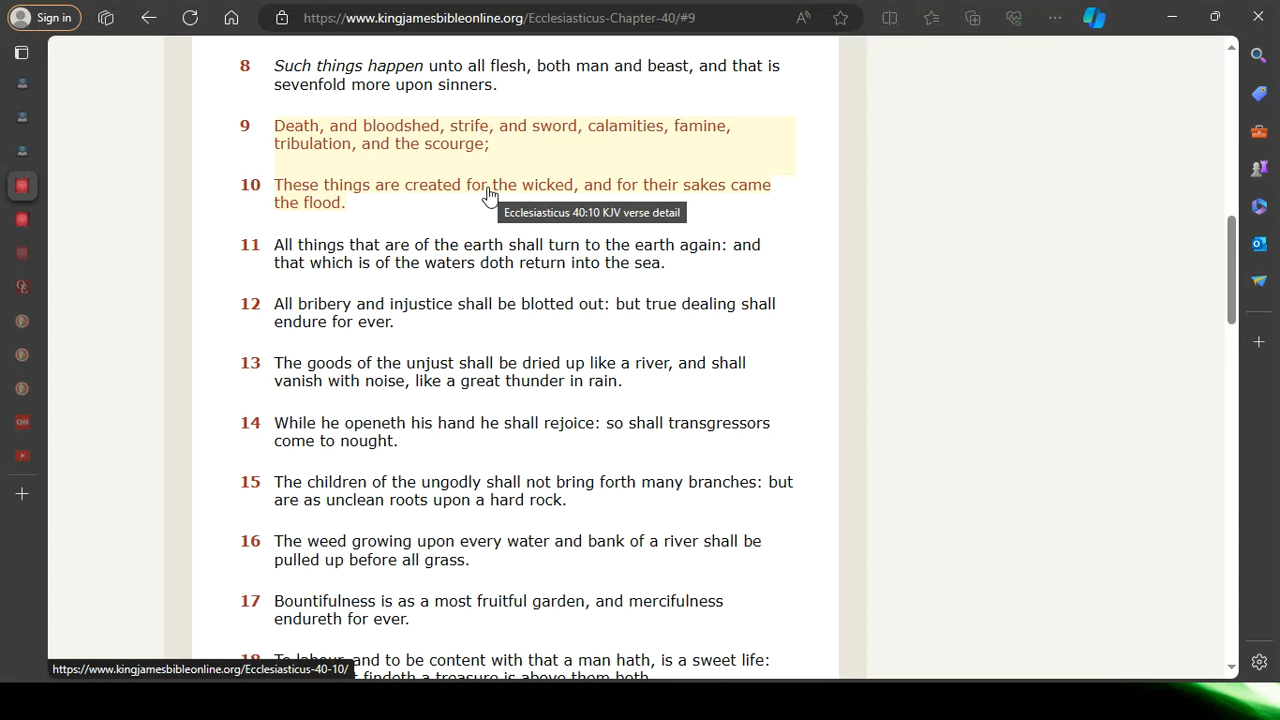 Sign in
https://www.kingjamesbibleonline.org/Ecclesiasticus-Chapter-40/#9
8 Such things happen unto all flesh, both man and beast, and that is
sevenfold more upon sinners.
9 Death, and bloodshed, strife, and sword, calamities, famine,
tribulation, and the scourge;
10 These things are created for the wicked, and for their sakes came
the flood.
Ecclesiasticus 40:10 KJV verse detail
11 All things that are of the earth shall turn to the earth again: and
that which is of the waters doth return into the sea.
12 All bribery and injustice shall be blotted out: but true dealing shall
endure for ever.
13 The goods of the unjust shall be dried up like a river, and shall
vanish with noise, like a great thunder in rain.
14 While he openeth his hand he shall rejoice: so shall transgressors
come to nought.
15 The children of the ungodly shall not bring forth many branches: but
are as unclean roots upon a hard rock.
16 The weed growing upon every water and bank of a river shall be
pulled up before all grass.
17 Bountifulness is as a most fruitful garden, and mercifulness
endureth for ever.
18 To labour, and to be content with that a man hath, is a sweet life:
findeth a treasure is above them both.
https://www.kingjamesbibleonline.org/Ecclesiasticus-40-10/
CNN